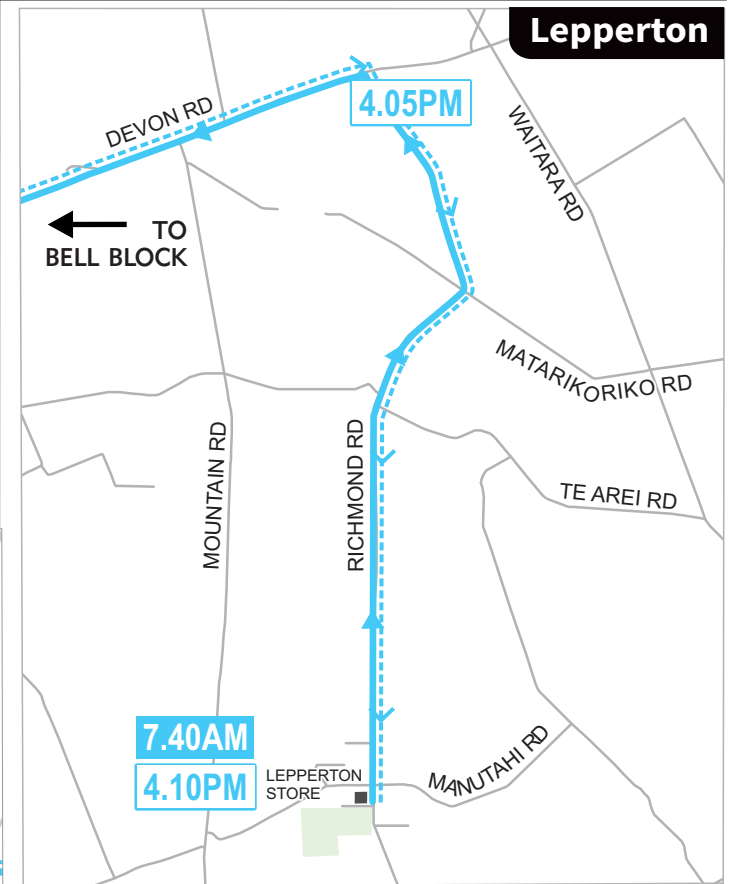 Lepperton
4.05PM
DEVON RD
WAITARA RD
TO
BELL BLOCK
MATARIKORIKO RD
MOUNTAIN RD
RICHMOND RD
TE AREI RD
7.40AM
4.10PM
LEPPERTON
STORE
MANUTAHI RD